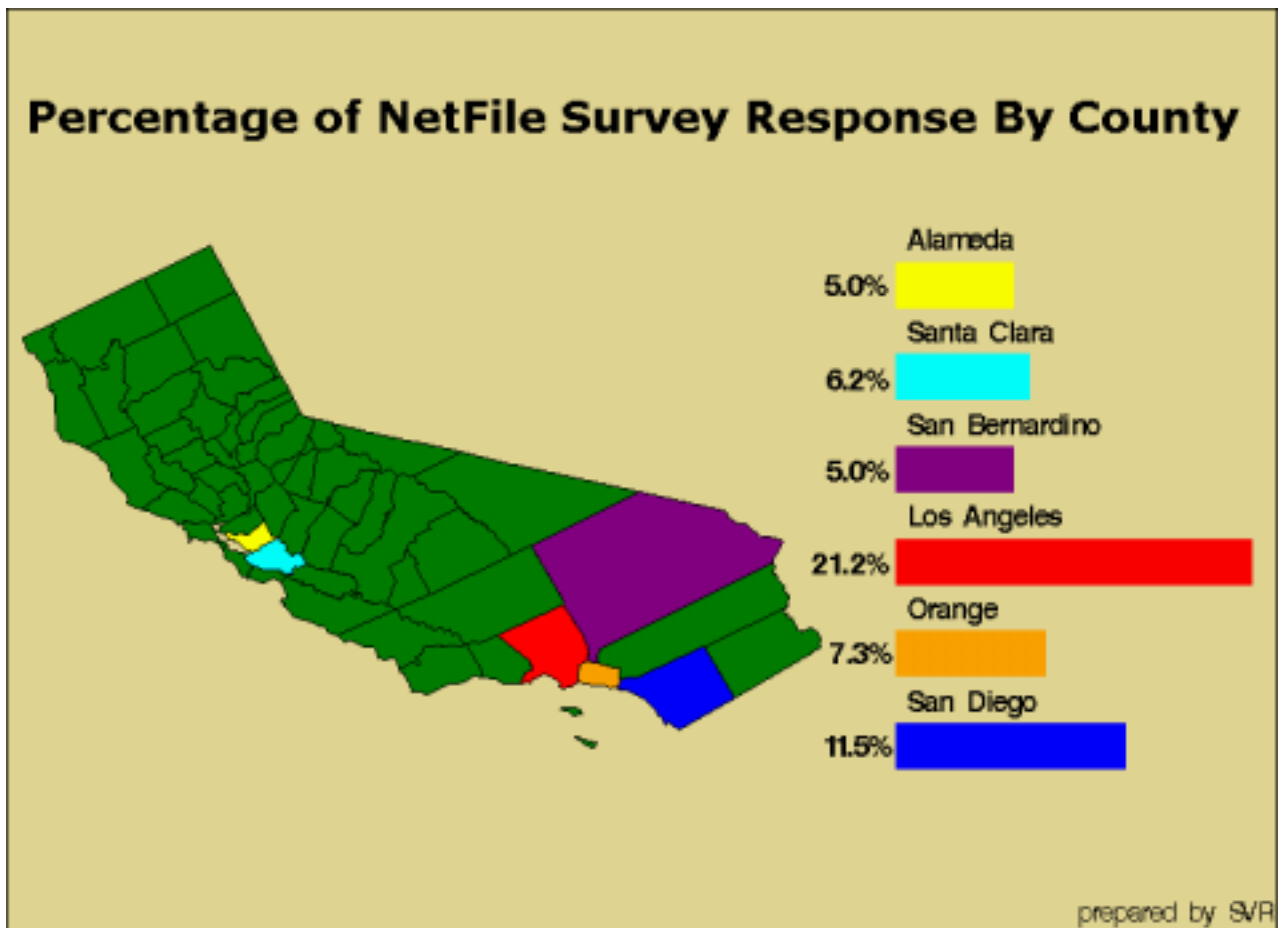 Percentage of NetFile Survey Response By County
Alameda
5.0%
Santa Clara
6.2%
San Bernardino
5.0%
Los Angeles
21.2%
Orange
7.3%
San Diego
11.5%
prepared by SVR